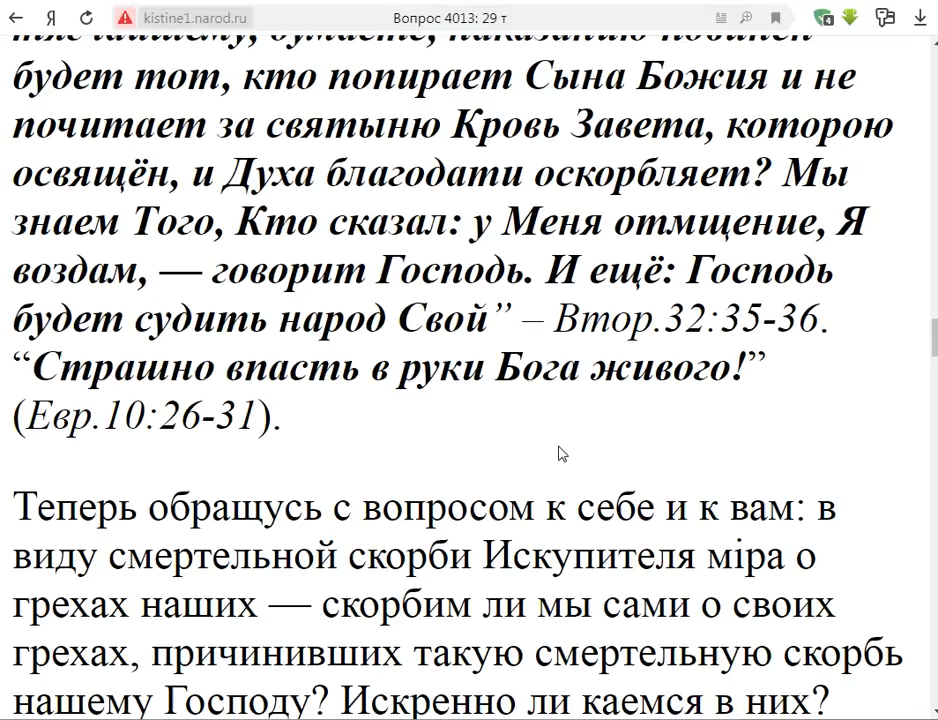 kistine1.narod.ru
Вопрос 4013: 29 т
4
будет тот, кто попирает Сына Божия и не
почитает за святыню Кровь Завета, которою
освящён, и Духа благодати оскорбляет? Мы
знаем Того, Кто сказал: у Меня отмщение, Я
воздам, — говорит Господь. И ещё: Господь
будет судить народ Свой” – Втор.32:35-36.
“Страшно впасть в руки Бога живого!”
(Евр.10:26-31).
Теперь обращусь с вопросом к себе и к вам: в
виду смертельной скорби Искупителя мiра о
грехах наших — скорбим ли мы сами о своих
грехах, причинивших такую смертельную скорбь
нашему Господу? Искренно ли каемся в них?